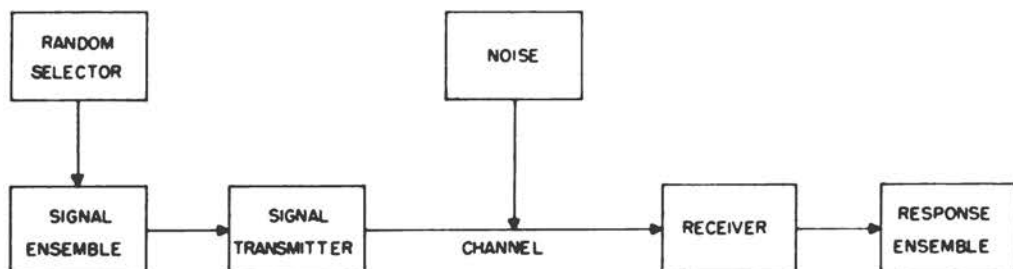 RANDOM
SELECTOR
NOISE
SIGNAL
ENSEMBLE
SIGNAL
TRANSMITTER
CHANNEL
RECEIVER
RESPONSE
ENSEMBLE